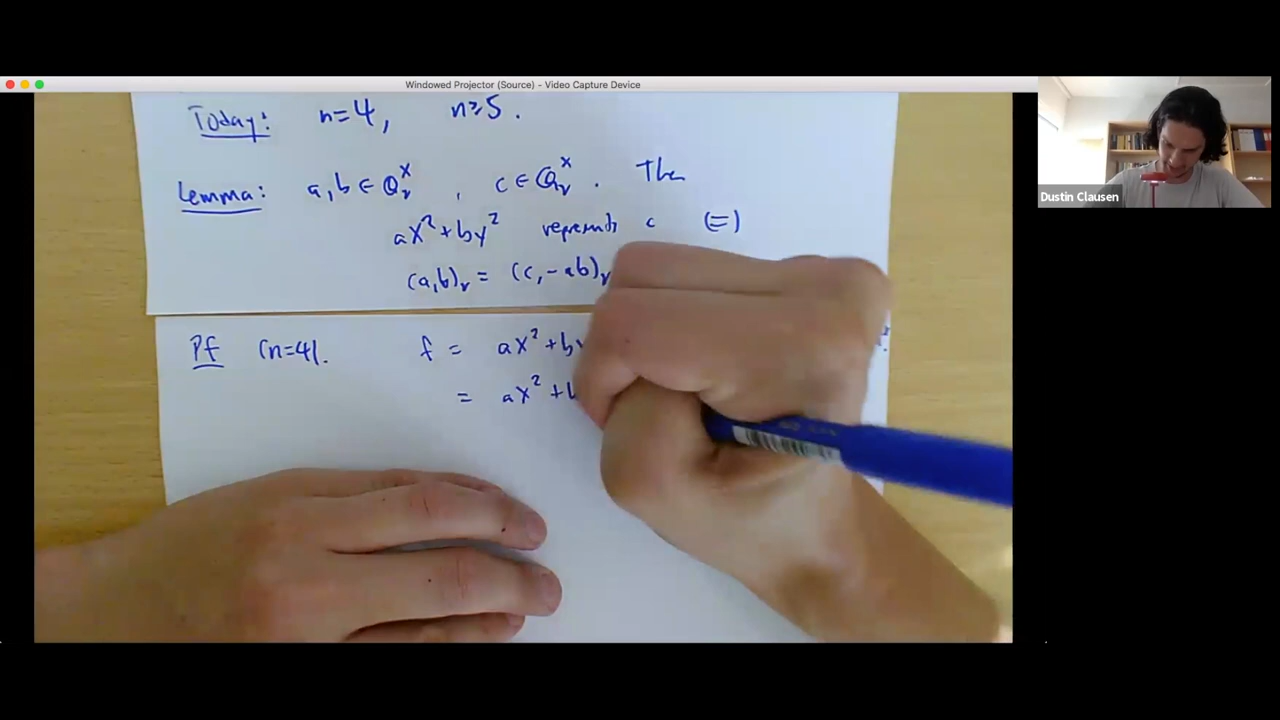 Windowed Projector (Source) - Video Capture Device
Today: n=4, n≥5.
Lemma: a,b ∈ Q_v^×, c ∈ Q_v^×. Then
aX²+bY² represents c (=)
(a,b)_v = (c,-ab)_v
Pf (n=4). f = aX²+b
= aX²+
Dustin Clausen